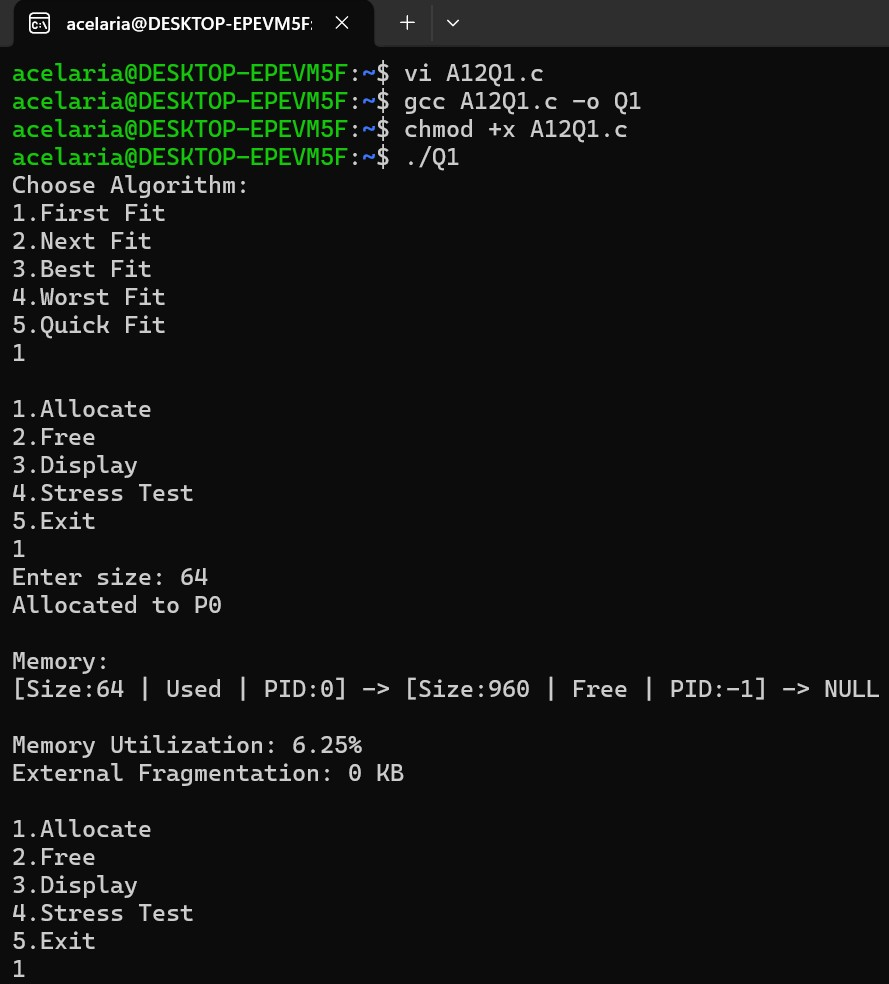 acelaria@DESKTOP-EPEVM5F:
acelaria@DESKTOP-EPEVM5F:~$ vi A12Q1.c
acelaria@DESKTOP-EPEVM5F:~$ gcc A12Q1.c -o Q1
acelaria@DESKTOP-EPEVM5F:~$ chmod +x A12Q1.c
acelaria@DESKTOP-EPEVM5F:~$ ./Q1
Choose Algorithm:
1.First Fit
2.Next Fit
3.Best Fit
4.Worst Fit
5.Quick Fit
1

1.Allocate
2.Free
3.Display
4.Stress Test
5.Exit
1
Enter size: 64
Allocated to P0

Memory:
[Size:64 | Used | PID:0] -> [Size:960 | Free | PID:-1] -> NULL

Memory Utilization: 6.25%
External Fragmentation: 0 KB

1.Allocate
2.Free
3.Display
4.Stress Test
5.Exit
1